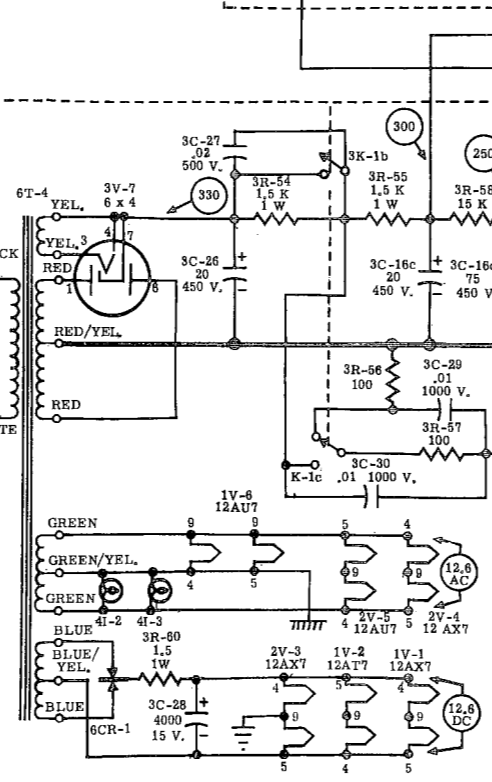 3C-27
.02
500 V.
3K-1b
300
250
6T-4
YEL.
3V-7
6 x 4
330
3R-54
1.5 K
1 W
3R-55
1.5 K
1 W
3R-58
15 K
4
7
YEL.
3
CK
RED
1
6
3C-26
20
450 V.
+
−
3C-16c
20
450 V.
+
−
3C-16d
75
450 V
RED/YEL.
3R-56
100
3C-29
.01
1000 V.
RED
TE
3R-57
100
K-1c
3C-30
.01 1000 V.
1V-6
12AU7
GREEN
9
9
5
4
GREEN/YEL.
4
5
9
9
12.6
AC
GREEN
4I-2
4I-3
4
5
2V-5
12AU7
2V-4
12 AX7
BLUE
3R-60
1.5
1W
2V-3
12AX7
1V-2
12AT7
1V-1
12AX7
BLUE/
YEL.
4
5
4
3C-28
4000
15 V.
+
−
9
9
9
12.6
DC
BLUE
6CR-1
5
4
5